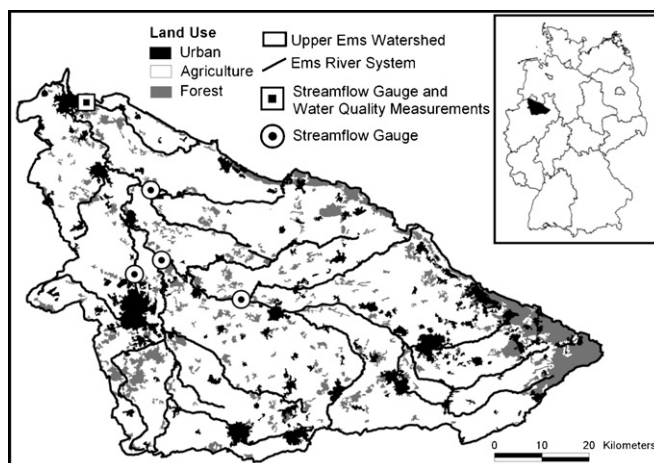 Land Use
Urban
Agriculture
Forest
Upper Ems Watershed
Ems River System
Streamflow Gauge and
Water Quality Measurements
Streamflow Gauge
0 10 20 Kilometers